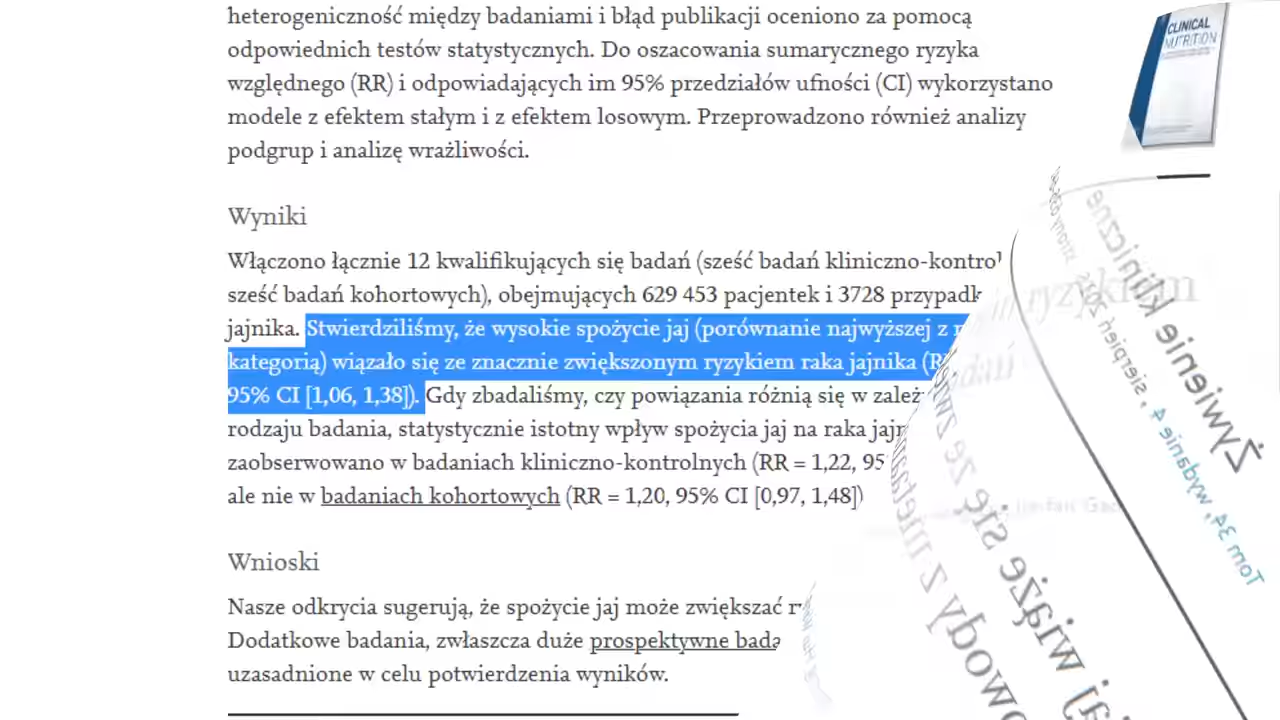 heterogeniczność między badaniami i błąd publikacji oceniono za pomocą
odpowiednich testów statystycznych. Do oszacowania sumarycznego ryzyka
względnego (RR) i odpowiadających im 95% przedziałów ufności (CI) wykorzystano
modele z efektem stałym i z efektem losowym. Przeprowadzono również analizy
podgrup i analizę wrażliwości.
Wyniki
Włączono łącznie 12 kwalifikujących się badań (sześć badań kliniczno-kontrol
sześć badań kohortowych), obejmujących 629 453 pacjentek i 3728 przypadk
jajnika. Stwierdziliśmy, że wysokie spożycie jaj (porównanie najwyższej z
kategorią) wiązało się ze znacznie zwiększonym ryzykiem raka jajnika
95% CI [1,06, 1,38]). Gdy zbadaliśmy, czy powiązania różnią się w zależ
rodzaju badania, statystycznie istotny wpływ spożycia jaj na raka jajn
zaobserwowano w badaniach kliniczno-kontrolnych (RR = 1,22, 95
ale nie w badaniach kohortowych (RR = 1,20, 95% CI [0,97, 1,48])
Wnioski
Nasze odkrycia sugerują, że spożycie jaj może zwiększać r
Dodatkowe badania, zwłaszcza duże prospektywne bada
uzasadnione w celu potwierdzenia wyników.
CLINICAL
NUTRITION
Żywienie kliniczne
Tom 34, wydanie 4, sierpień 2015
wiąże się ze